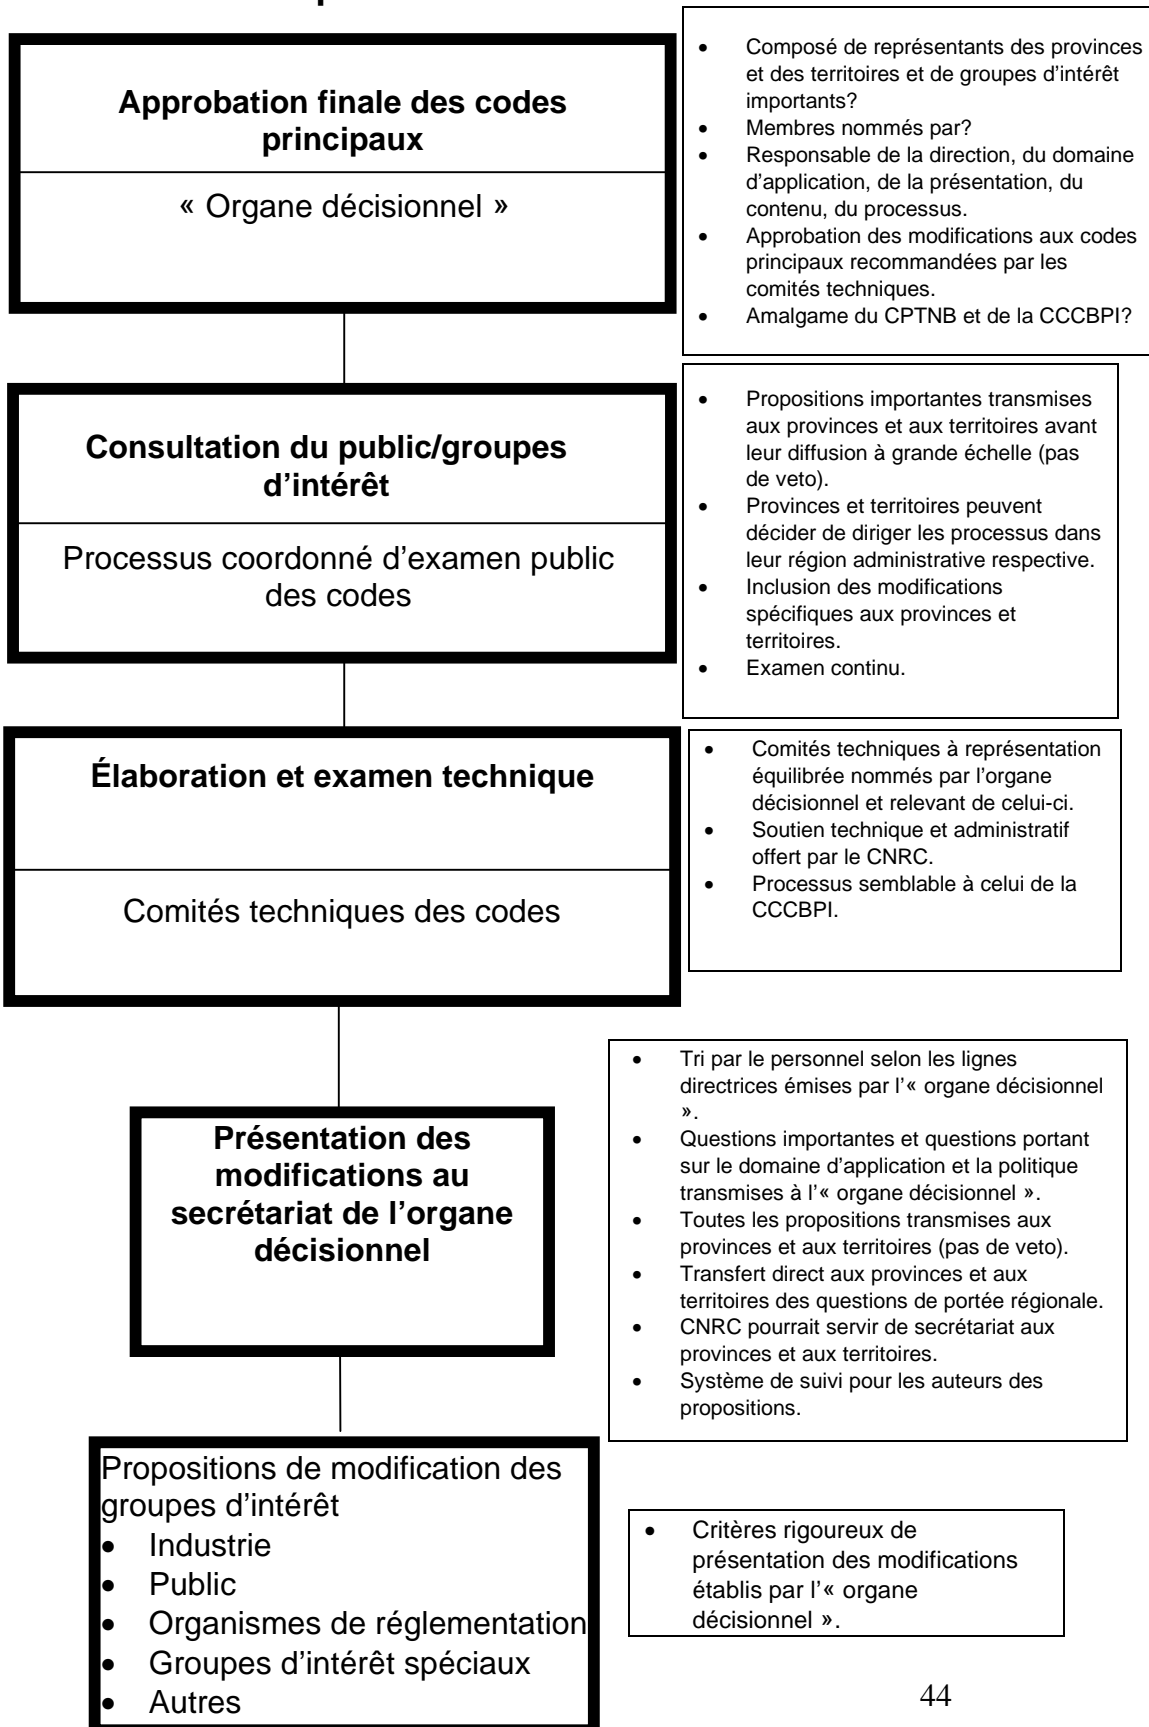 Approbation finale des codes
principaux
« Organe décisionnel »
• Composé de représentants des provinces
et des territoires et de groupes d'intérêt
importants?
• Membres nommés par?
• Responsable de la direction, du domaine
d'application, de la présentation, du
contenu, du processus.
• Approbation des modifications aux codes
principaux recommandées par les
comités techniques.
• Amalgame du CPTNB et de la CCCBPI?
Consultation du public/groupes
d'intérêt
Processus coordonné d'examen public
des codes
• Propositions importantes transmises
aux provinces et aux territoires avant
leur diffusion à grande échelle (pas
de veto).
• Provinces et territoires peuvent
décider de diriger les processus dans
leur région administrative respective.
• Inclusion des modifications
spécifiques aux provinces et
territoires.
• Examen continu.
Élaboration et examen technique
Comités techniques des codes
• Comités techniques à représentation
équilibrée nommés par l'organe
décisionnel et relevant de celui-ci.
• Soutien technique et administratif
offert par le CNRC.
• Processus semblable à celui de la
CCCBPI.
Présentation des
modifications au
secrétariat de l'organe
décisionnel
• Tri par le personnel selon les lignes
directrices émises par l'« organe décisionnel
».
• Questions importantes et questions portant
sur le domaine d'application et la politique
transmises à l'« organe décisionnel ».
• Toutes les propositions transmises aux
provinces et aux territoires (pas de veto).
• Transfert direct aux provinces et aux
territoires des questions de portée régionale.
• CNRC pourrait servir de secrétariat aux
provinces et aux territoires.
• Système de suivi pour les auteurs des
propositions.
Propositions de modification des
groupes d'intérêt
• Industrie
• Public
• Organismes de réglementation
• Groupes d'intérêt spéciaux
• Autres
• Critères rigoureux de
présentation des modifications
établis par l'« organe
décisionnel ».
44